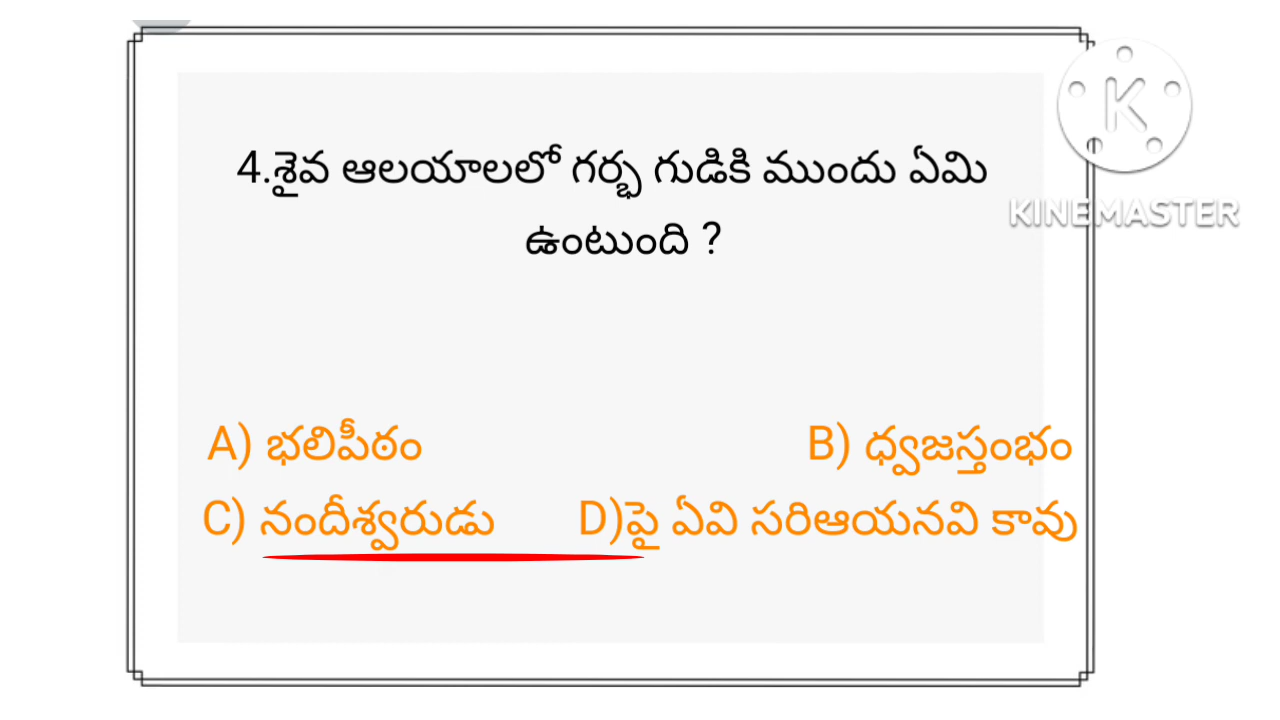 4.శైవ ఆలయాలలో గర్భ గుడికి ముందు ఏమి
ఉంటుంది ?
K
KINEMASTER
A) భలిపీఠం B) ధ్వజస్తంభం
C) నందీశ్వరుడు D)పై ఏవి సరిఆయనవి కావు